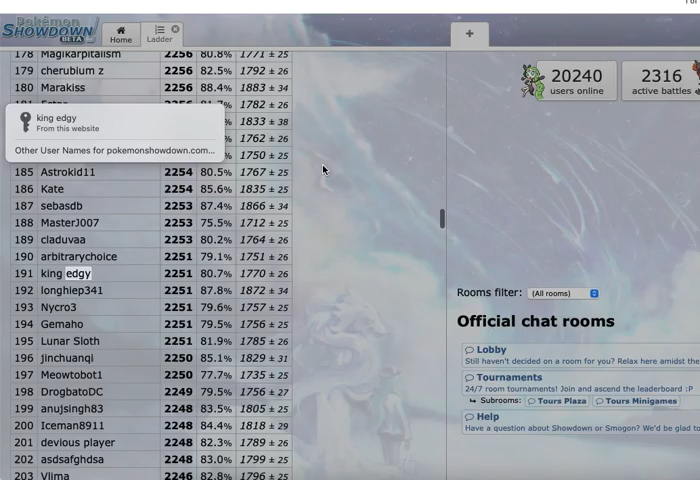 Pokémon
SHOWDOWN
BETA
Home
Ladder
178 Magikarpitalism 2256 80.8% 1771 ± 25
179 cherubium z 2256 82.5% 1792 ± 26
180 Marakiss 2256 88.4% 1883 ± 34
1782 ± 26
king edgy
From this website
% 1833 ± 38
% 1762 ± 26
Other User Names for pokemonshowdown.com...
% 1750 ± 25
185 Astrokid11 2254 80.5% 1767 ± 25
186 Kate 2254 85.6% 1835 ± 25
187 sebasdb 2253 87.4% 1866 ± 34
188 MasterJ007 2253 75.5% 1712 ± 25
189 claduvaa 2253 80.2% 1764 ± 26
190 arbitrarychoice 2251 79.1% 1751 ± 26
191 king edgy 2251 80.7% 1770 ± 26
192 longhiep341 2251 87.8% 1872 ± 34
193 Nycro3 2251 79.6% 1757 ± 25
194 Gemaho 2251 79.5% 1756 ± 25
195 Lunar Sloth 2251 81.9% 1785 ± 26
196 jinchuanqi 2250 85.1% 1829 ± 31
197 Meowtobot1 2250 77.7% 1735 ± 25
198 DrogbatoDC 2249 79.5% 1756 ± 27
199 anujsingh83 2248 83.5% 1805 ± 25
200 Iceman8911 2248 84.4% 1818 ± 29
201 devious player 2248 82.3% 1789 ± 26
202 asdsafghdsa 2248 83.0% 1799 ± 25
203 Vlima 2246 82.8% 1796 ± 25
20240
users online
2316
active battles
Rooms filter: (All rooms)
Official chat rooms
Lobby
Still haven't decided on a room for you? Relax here amidst the
Tournaments
24/7 room tournaments! Join and ascend the leaderboard :P
Subrooms: Tours Plaza Tours Minigames
Help
Have a question about Showdown or Smogon? We'd be glad to